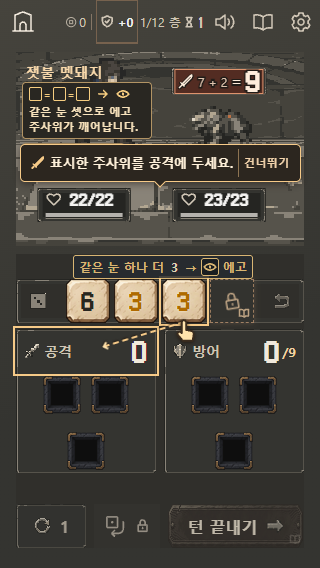 0 +0 1/12 층 1
잿불 멧돼지
7 + 2 = 9
= = →
같은 눈 셋으로 에고
주사위가 깨어납니다.
표시한 주사위를 공격에 두세요. 건너뛰기
22/22 23/23
같은 눈 하나 더 3 → 에고
6 3 3
공격 0 방어 0/9
1 턴 끝내기